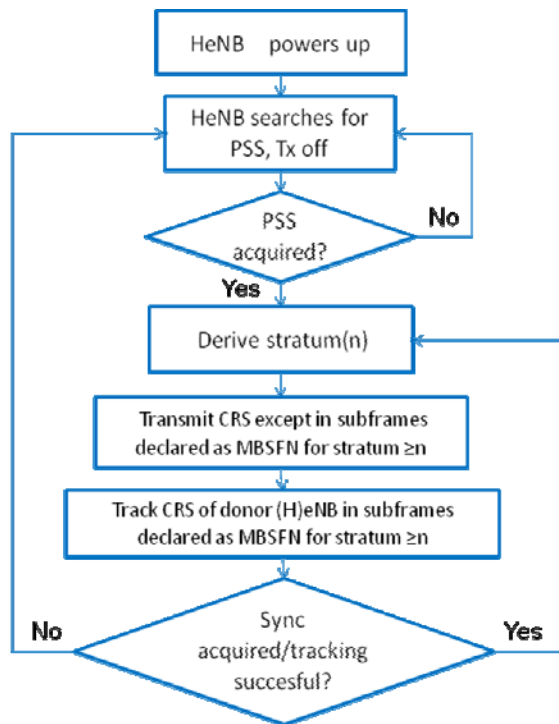 HeNB powers up
HeNB searches for
PSS, Tx off
PSS
acquired?
No
Yes
Derive stratum(n)
Transmit CRS except in subframes
declared as MBSFN for stratum ≥n
Track CRS of donor (H)eNB in subframes
declared as MBSFN for stratum ≥n
No
Sync
acquired/tracking
succesful?
Yes